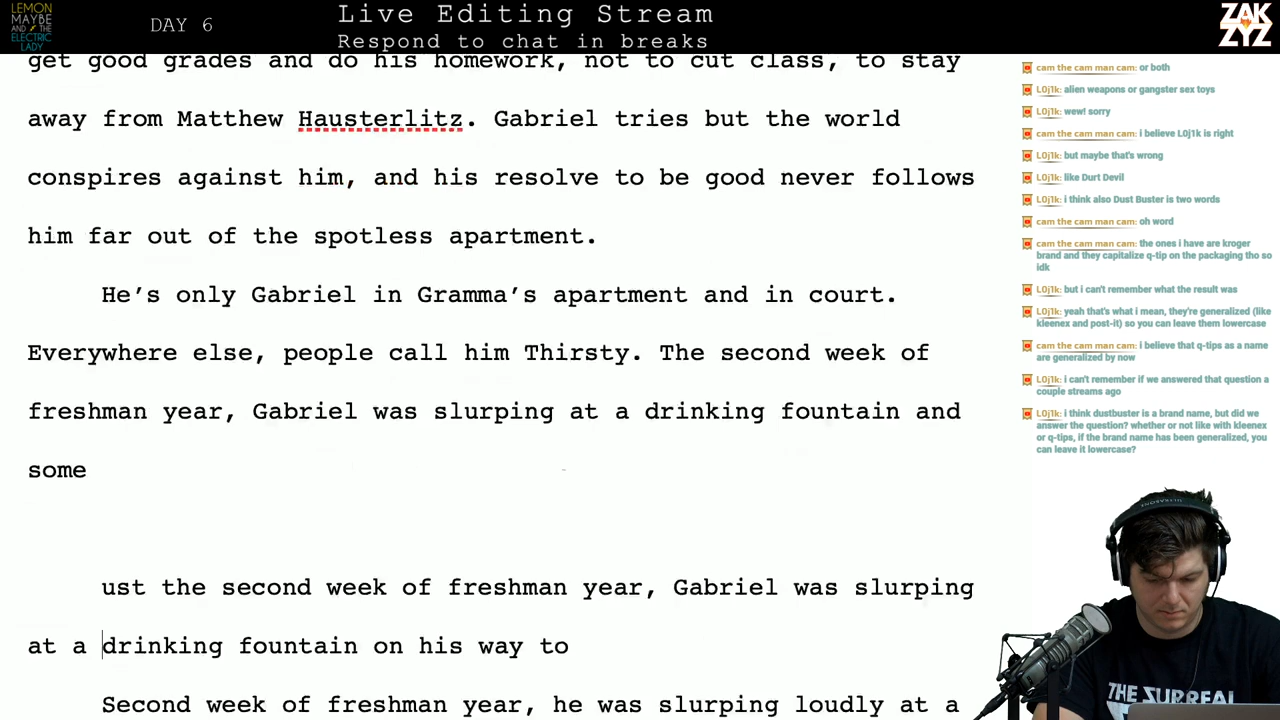 LEMON
MAYBE
AND THE
ELECTRIC
LADY
DAY 6
Live Editing Stream
Respond to chat in breaks
ZAK
ZYZ
get good grades and do his homework, not to cut class, to stay
away from Matthew Hausterlitz. Gabriel tries but the world
conspires against him, and his resolve to be good never follows
him far out of the spotless apartment.
He’s only Gabriel in Gramma’s apartment and in court.
Everywhere else, people call him Thirsty. The second week of
freshman year, Gabriel was slurping at a drinking fountain and
some
ust the second week of freshman year, Gabriel was slurping
at a drinking fountain on his way to
Second week of freshman year, he was slurping loudly at a
cam the cam man cam: or both
L0j1k: alien weapons or gangster sex toys
L0j1k: wew! sorry
cam the cam man cam: i believe L0j1k is right
L0j1k: but maybe that's wrong
L0j1k: like Durt Devil
L0j1k: i think also Dust Buster is two words
cam the cam man cam: oh word
cam the cam man cam: the ones i have are kroger
brand and they capitalize q-tip on the packaging tho so
idk
L0j1k: but i can't remember what the result was
L0j1k: yeah that's what i mean, they're generalized (like
kleenex and post-it) so you can leave them lowercase
cam the cam man cam: i believe that q-tips as a name
are generalized by now
L0j1k: i can't remember if we answered that question a
couple streams ago
L0j1k: i think dustbuster is a brand name, but did we
answer the question? whether or not like with kleenex
or q-tips, if the brand name has been generalized, you
can leave it lowercase?
THE SURREAL